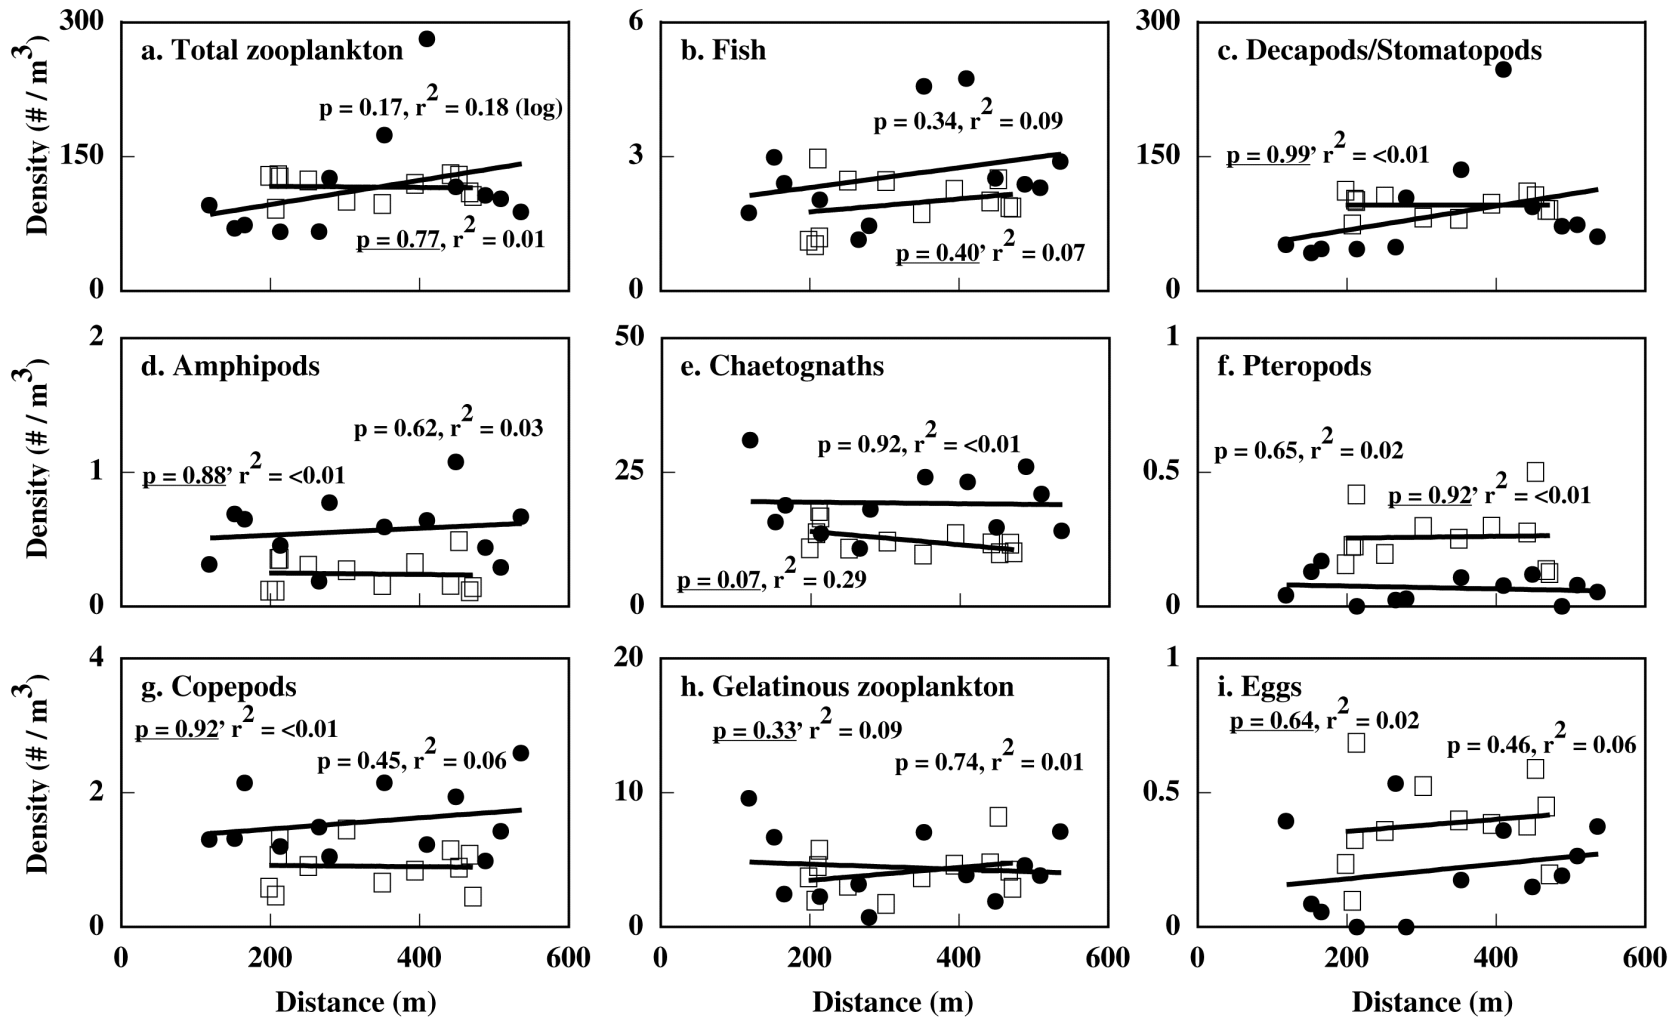 a. Total zooplankton
p = 0.17, r2 = 0.18 (log)
p = 0.77, r2 = 0.01
Density (# / m3)
300
150
0
b. Fish
p = 0.34, r2 = 0.09
p = 0.40, r2 = 0.07
6
3
0
c. Decapods/Stomatopods
p = 0.99, r2 = <0.01
300
150
0
d. Amphipods
p = 0.62, r2 = 0.03
p = 0.88, r2 = <0.01
Density (# / m3)
2
1
0
e. Chaetognaths
p = 0.92, r2 = <0.01
p = 0.07, r2 = 0.29
50
25
0
f. Pteropods
p = 0.65, r2 = 0.02
p = 0.92, r2 = <0.01
1
0.5
0
g. Copepods
p = 0.92, r2 = <0.01
p = 0.45, r2 = 0.06
Density (# / m3)
4
2
0
0 200 400 600
Distance (m)
h. Gelatinous zooplankton
p = 0.33, r2 = 0.09
p = 0.74, r2 = 0.01
20
10
0
0 200 400 600
Distance (m)
i. Eggs
p = 0.64, r2 = 0.02
p = 0.46, r2 = 0.06
1
0.5
0
0 200 400 600
Distance (m)